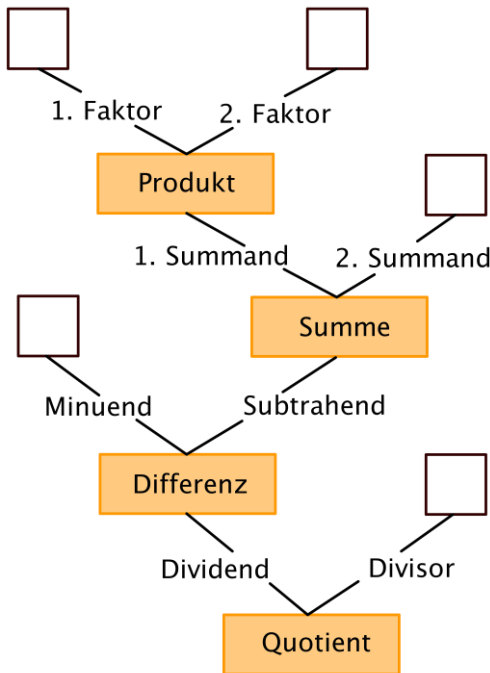 1. Faktor
2. Faktor
Produkt
1. Summand
2. Summand
Summe
Minuend
Subtrahend
Differenz
Dividend
Divisor
Quotient